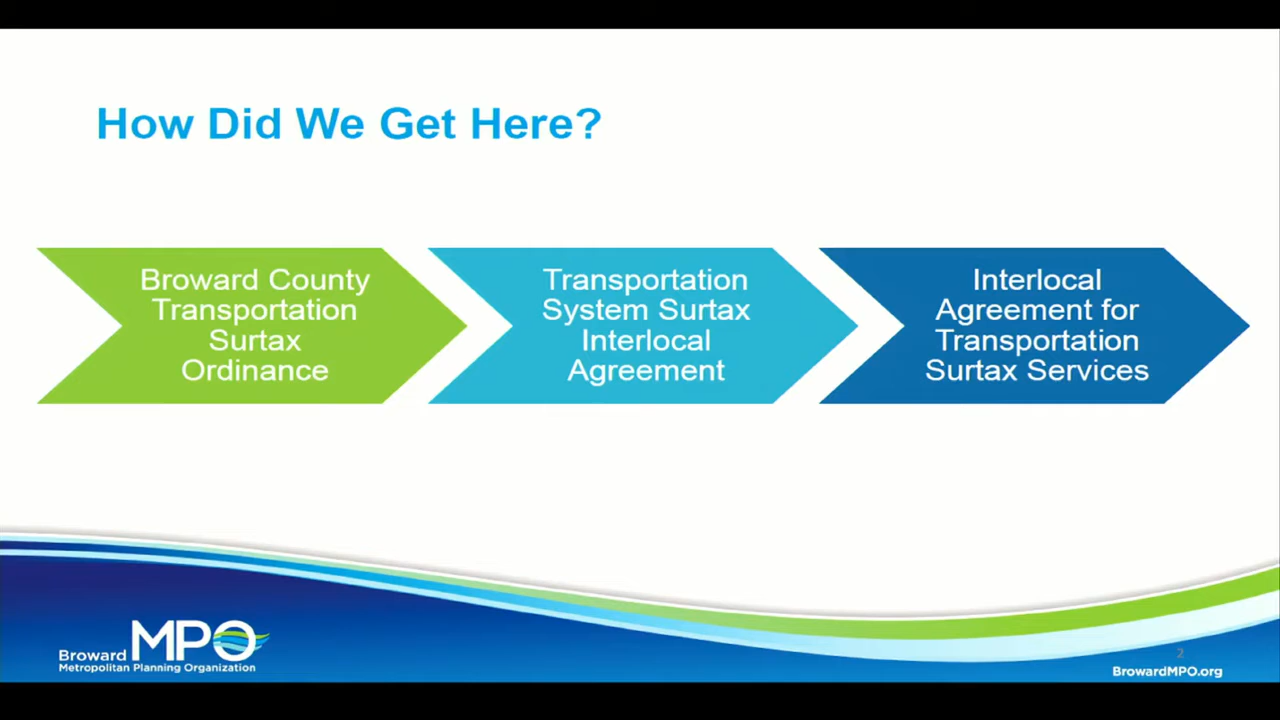 How Did We Get Here?
Broward County
Transportation
Surtax
Ordinance
Transportation
System Surtax
Interlocal
Agreement
Interlocal
Agreement for
Transportation
Surtax Services
Broward MPO
Metropolitan Planning Organization
2
BrowardMPO.org